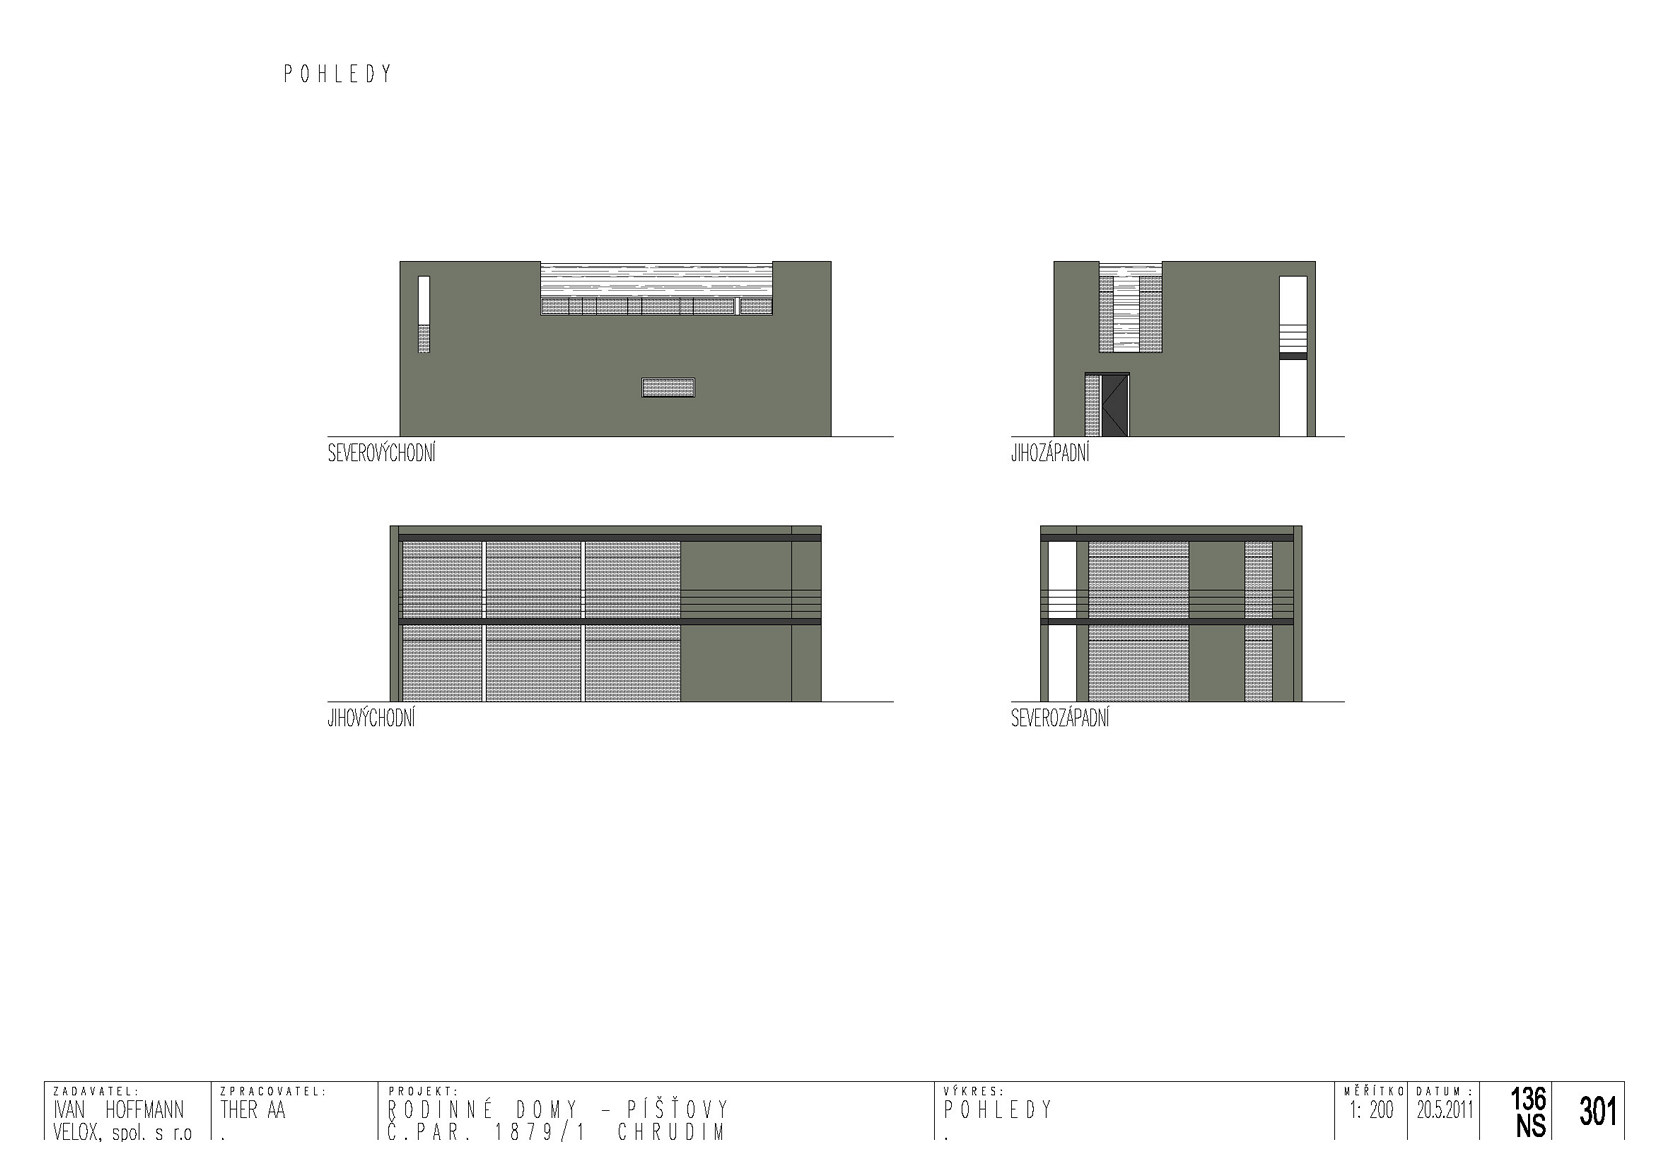 POHLEDY
SEVEROVÝCHODNÍ
JIHOZÁPADNÍ
JIHOVÝCHODNÍ
SEVEROZÁPADNÍ
ZADAVATEL:
IVAN HOFFMANN
VELOX, spol. s r.o
ZPRACOVATEL:
THER AA
.
PROJEKT:
RODINNÉ DOMY - PÍŠŤOVY
Č.PAR. 1879/1 CHRUDIM
VÝKRES:
POHLEDY
.
MĚŘÍTKO
1: 200
DATUM :
20.5.2011
136
NS
301